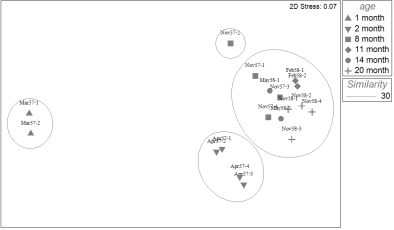 2D Stress: 0.07
Nov57-2
Nov57-1
Feb58-1
Feb58-2
May58-1
Nov57-3
Nov58-2
Nov58-4
Nov58-3
Mar57-1
Mar57-2
Apr57-1
Apr57-2
Apr57-4
Apr57-3
age
1 month
2 month
8 month
11 month
14 month
20 month
Similarity
30